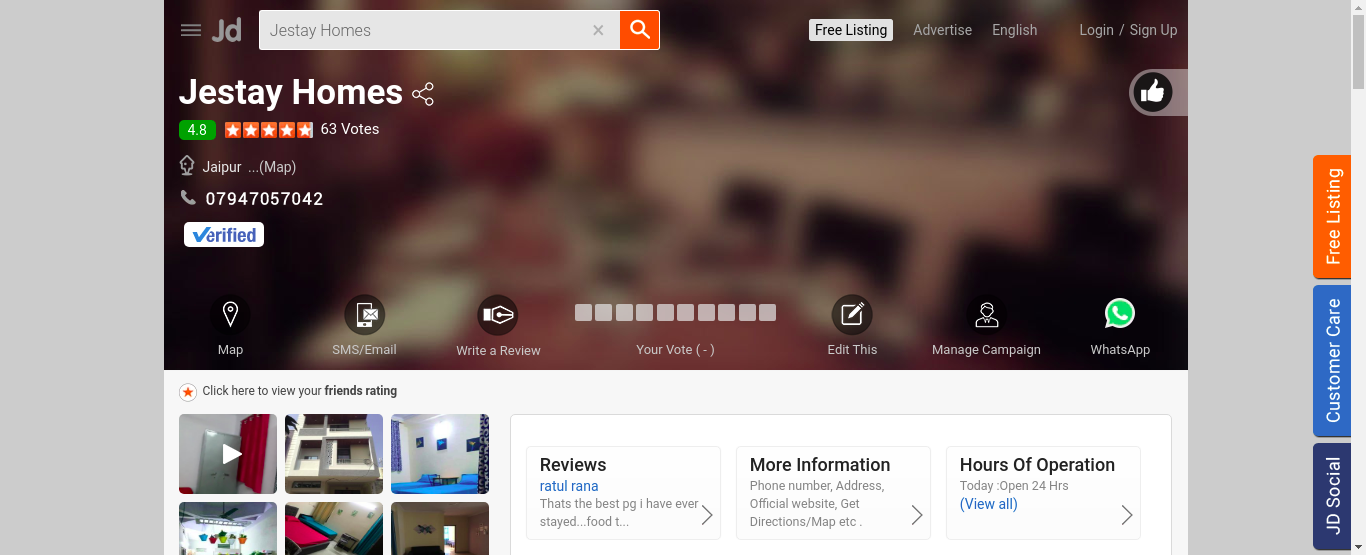 Jd
Jestay Homes
Free Listing
Advertise
English
Login / Sign Up
Jestay Homes
4.8
63 Votes
Jaipur ...(Map)
07947057042
Verified
Map
SMS/Email
Write a Review
Your Vote ( - )
Edit This
Manage Campaign
WhatsApp
Free Listing
Customer Care
JD Social
Click here to view your friends rating
Reviews
ratul rana
Thats the best pg i have ever
stayed...food t...
More Information
Phone number, Address,
Official website, Get
Directions/Map etc .
Hours Of Operation
Today :Open 24 Hrs
(View all)